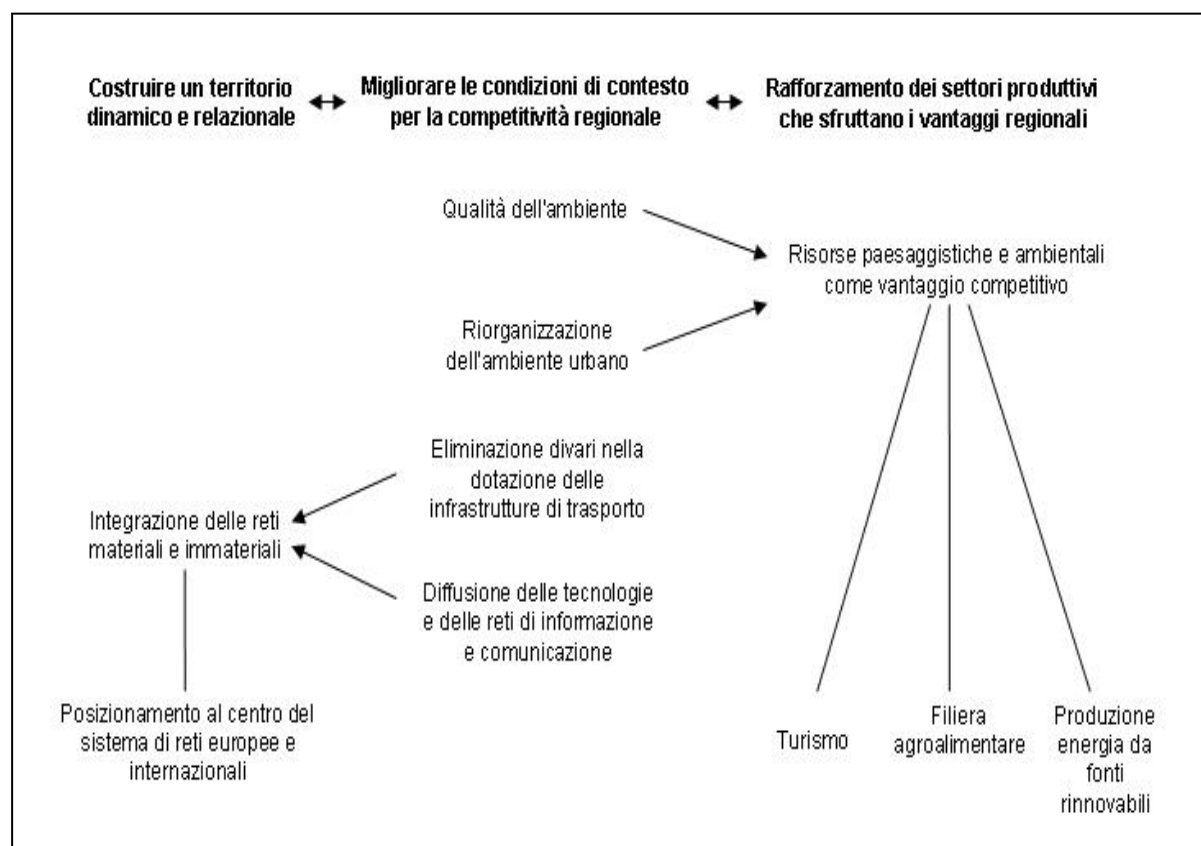 Costruire un territorio
dinamico e relazionale
Migliorare le condizioni di contesto
per la competitività regionale
Rafforzamento dei settori produttivi
che sfruttano i vantaggi regionali
Qualità dell'ambiente
Risorse paesaggistiche e ambientali
come vantaggio competitivo
Riorganizzazione
dell'ambiente urbano
Eliminazione divari nella
dotazione delle
infrastrutture di trasporto
Integrazione delle reti
materiali e immateriali
Diffusione delle tecnologie
e delle reti di informazione
e comunicazione
Posizionamento al centro del
sistema di reti europee e
internazionali
Turismo
Filiera
agroalimentare
Produzione
energia da
fonti
rinnovabili